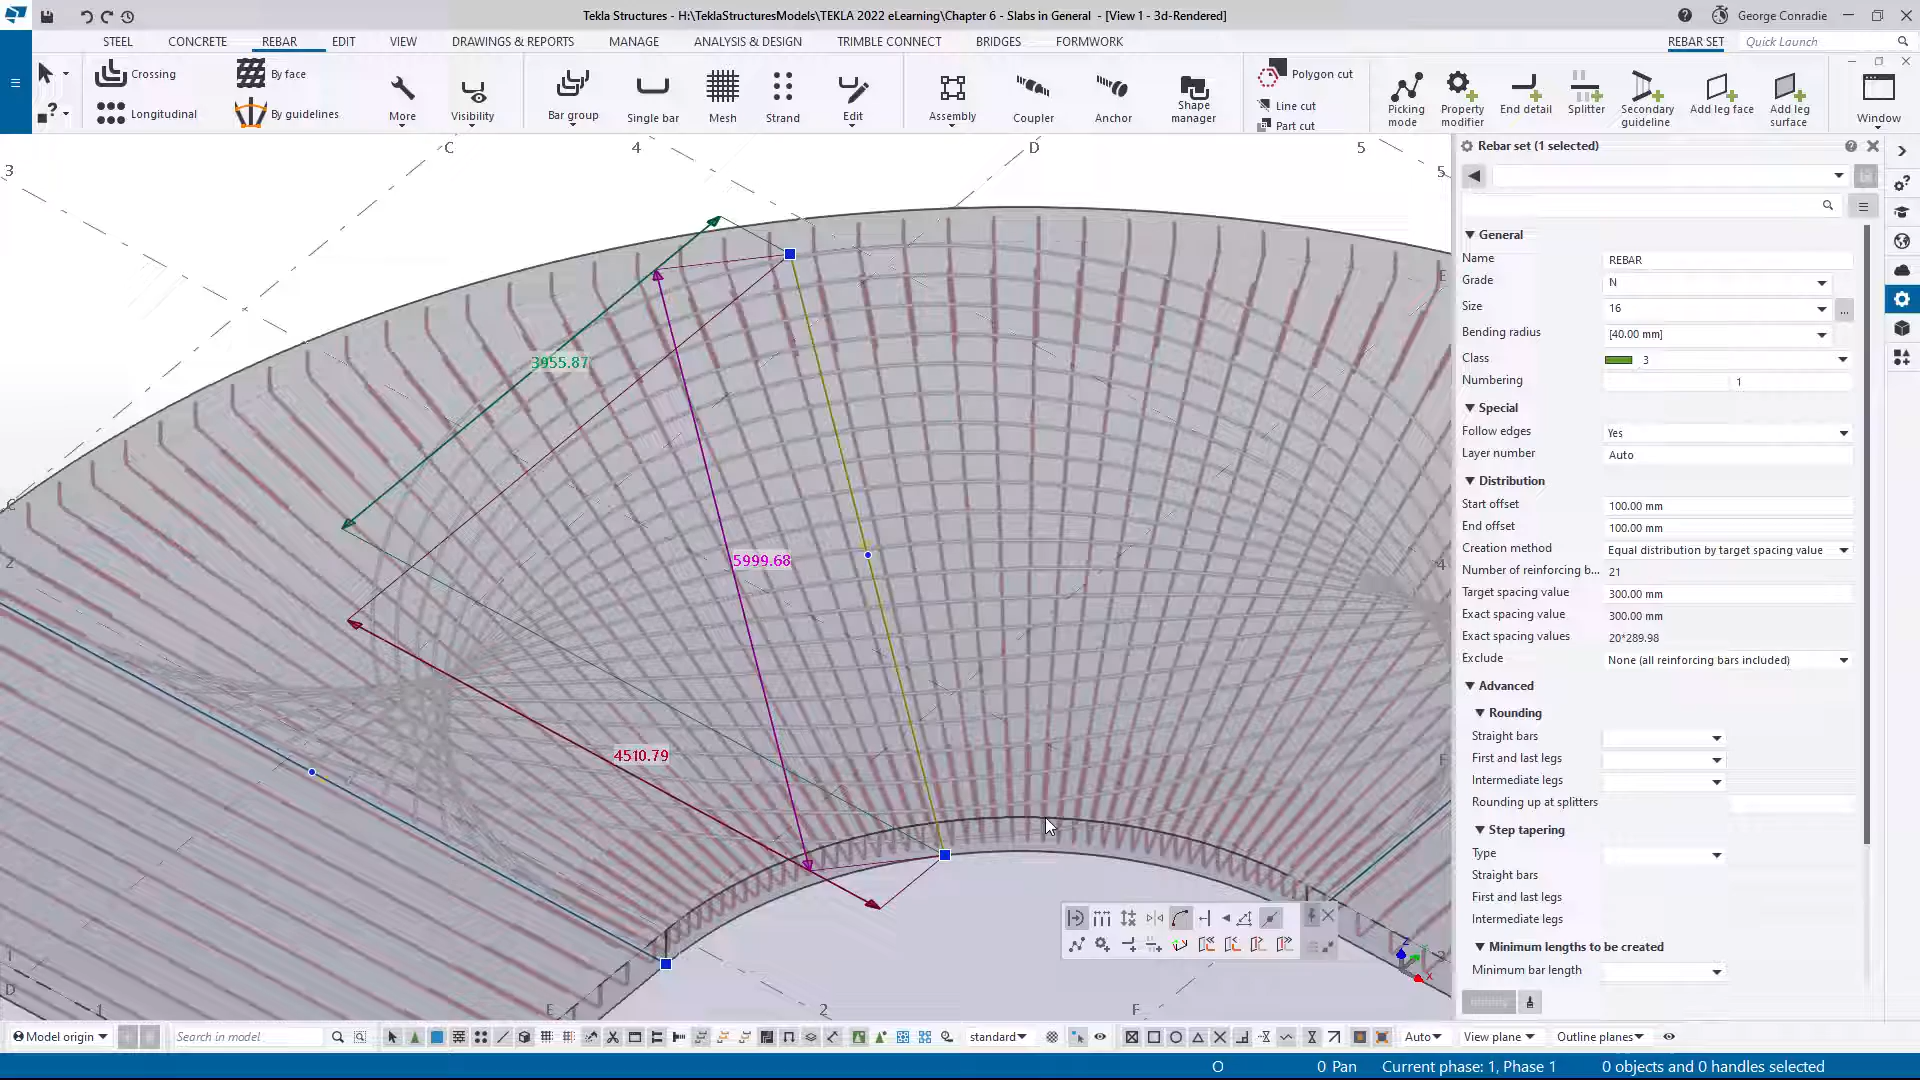 Tekla Structures - H:\TeklaStructuresModels\TEKLA 2022 eLearning\Chapter 6 - Slabs in General - [View 1 - 3d-Rendered]
George Conradie
STEEL CONCRETE REBAR EDIT VIEW DRAWINGS & REPORTS MANAGE ANALYSIS & DESIGN TRIMBLE CONNECT BRIDGES FORMWORK REBAR SET Quick Launch
Crossing By face
Longitudinal By guidelines
More Visibility Bar group Single bar Mesh Strand Edit Assembly Coupler Anchor Shape manager
Polygon cut
Line cut
Part cut
Picking mode Property modifier End detail Splitter Secondary guideline Add leg face Add leg surface Window
3 C 4 D 5
5
E
3955.87
5999.68
4510.79
C
2
4
F
1
D
1
E
2
F
3
Z
X
Rebar set (1 selected)
General
Name REBAR
Grade N
Size 16 ...
Bending radius [40.00 mm]
Class 3
Numbering 1
Special
Follow edges Yes
Layer number Auto
Distribution
Start offset 100.00 mm
End offset 100.00 mm
Creation method Equal distribution by target spacing value
Number of reinforcing b... 21
Target spacing value 300.00 mm
Exact spacing value 300.00 mm
Exact spacing values 20*289.98
Exclude None (all reinforcing bars included)
Advanced
Rounding
Straight bars
First and last legs
Intermediate legs
Rounding up at splitters
Step tapering
Type
Straight bars
First and last legs
Intermediate legs
Minimum lengths to be created
Minimum bar length
Model origin Search in model standard Auto View plane Outline planes
O 0 Pan Current phase: 1, Phase 1 0 objects and 0 handles selected